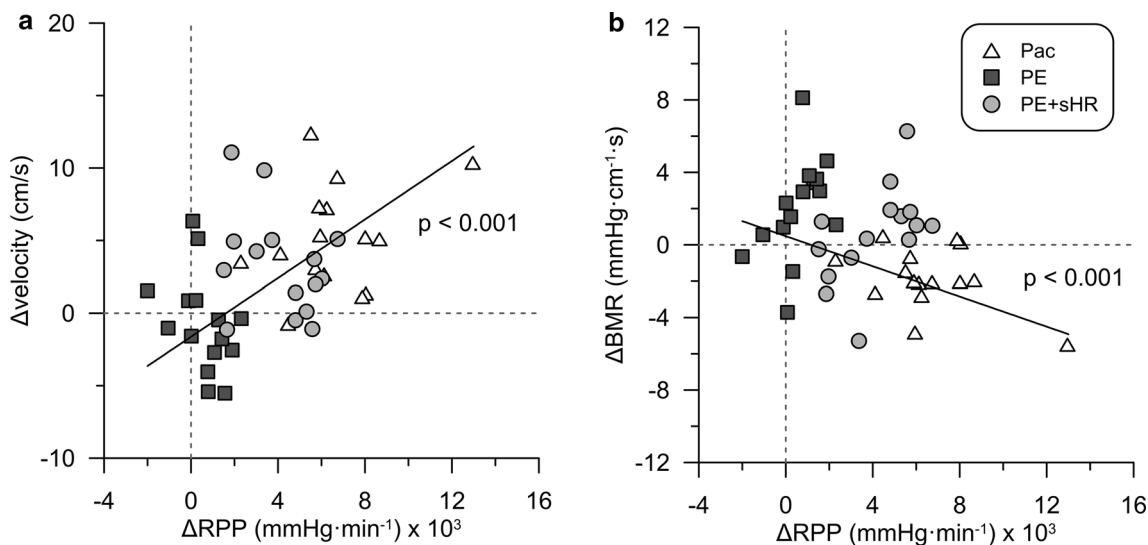 a
20
10
0
-10
Δvelocity (cm/s)
p < 0.001
-4 0 4 8 12 16
ΔRPP (mmHg·min⁻¹) x 10³
b
12
8
4
0
-4
-8
-12
ΔBMR (mmHg·cm⁻¹·s)
Pac
PE
PE+sHR
p < 0.001
-4 0 4 8 12 16
ΔRPP (mmHg·min⁻¹) x 10³